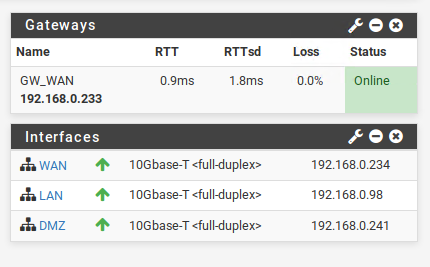 Gateways
Name RTT RTTsd Loss Status
GW_WAN 0.9ms 1.8ms 0.0% Online
192.168.0.233
Interfaces
WAN 10Gbase-T <full-duplex> 192.168.0.234
LAN 10Gbase-T <full-duplex> 192.168.0.98
DMZ 10Gbase-T <full-duplex> 192.168.0.241